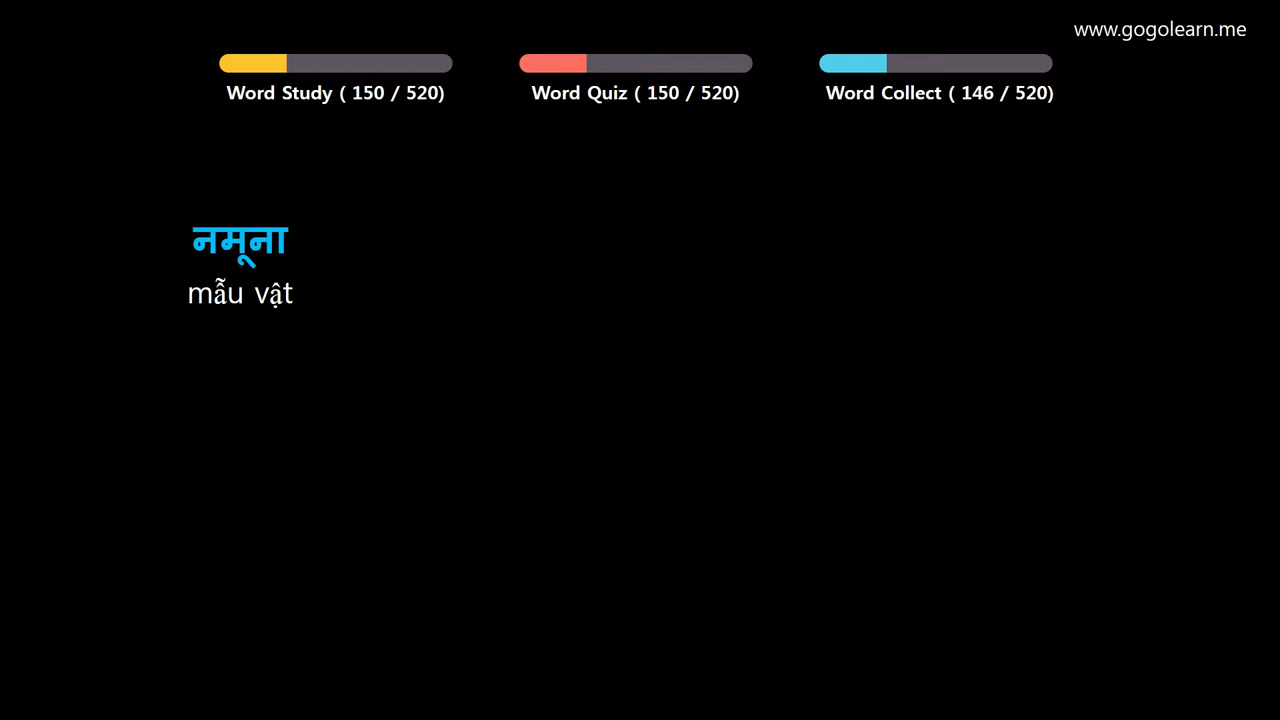 www.gogolearn.me
Word Study ( 150 / 520)
Word Quiz ( 150 / 520)
Word Collect ( 146 / 520)
नमूना
mẫu vật